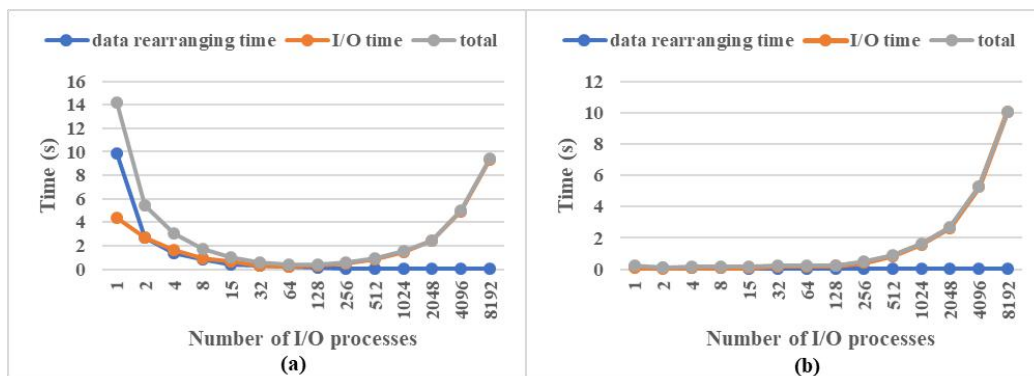 data rearranging time I/O time total
16
14
12
10
8
6
4
2
0
Time (s)
1 2 4 8 15 32 64 128 256 512 1024 2048 4096 8192
Number of I/O processes
(a)
data rearranging time I/O time total
12
10
8
6
4
2
0
Time (s)
1 2 4 8 15 32 64 128 256 512 1024 2048 4096 8192
Number of I/O processes
(b)